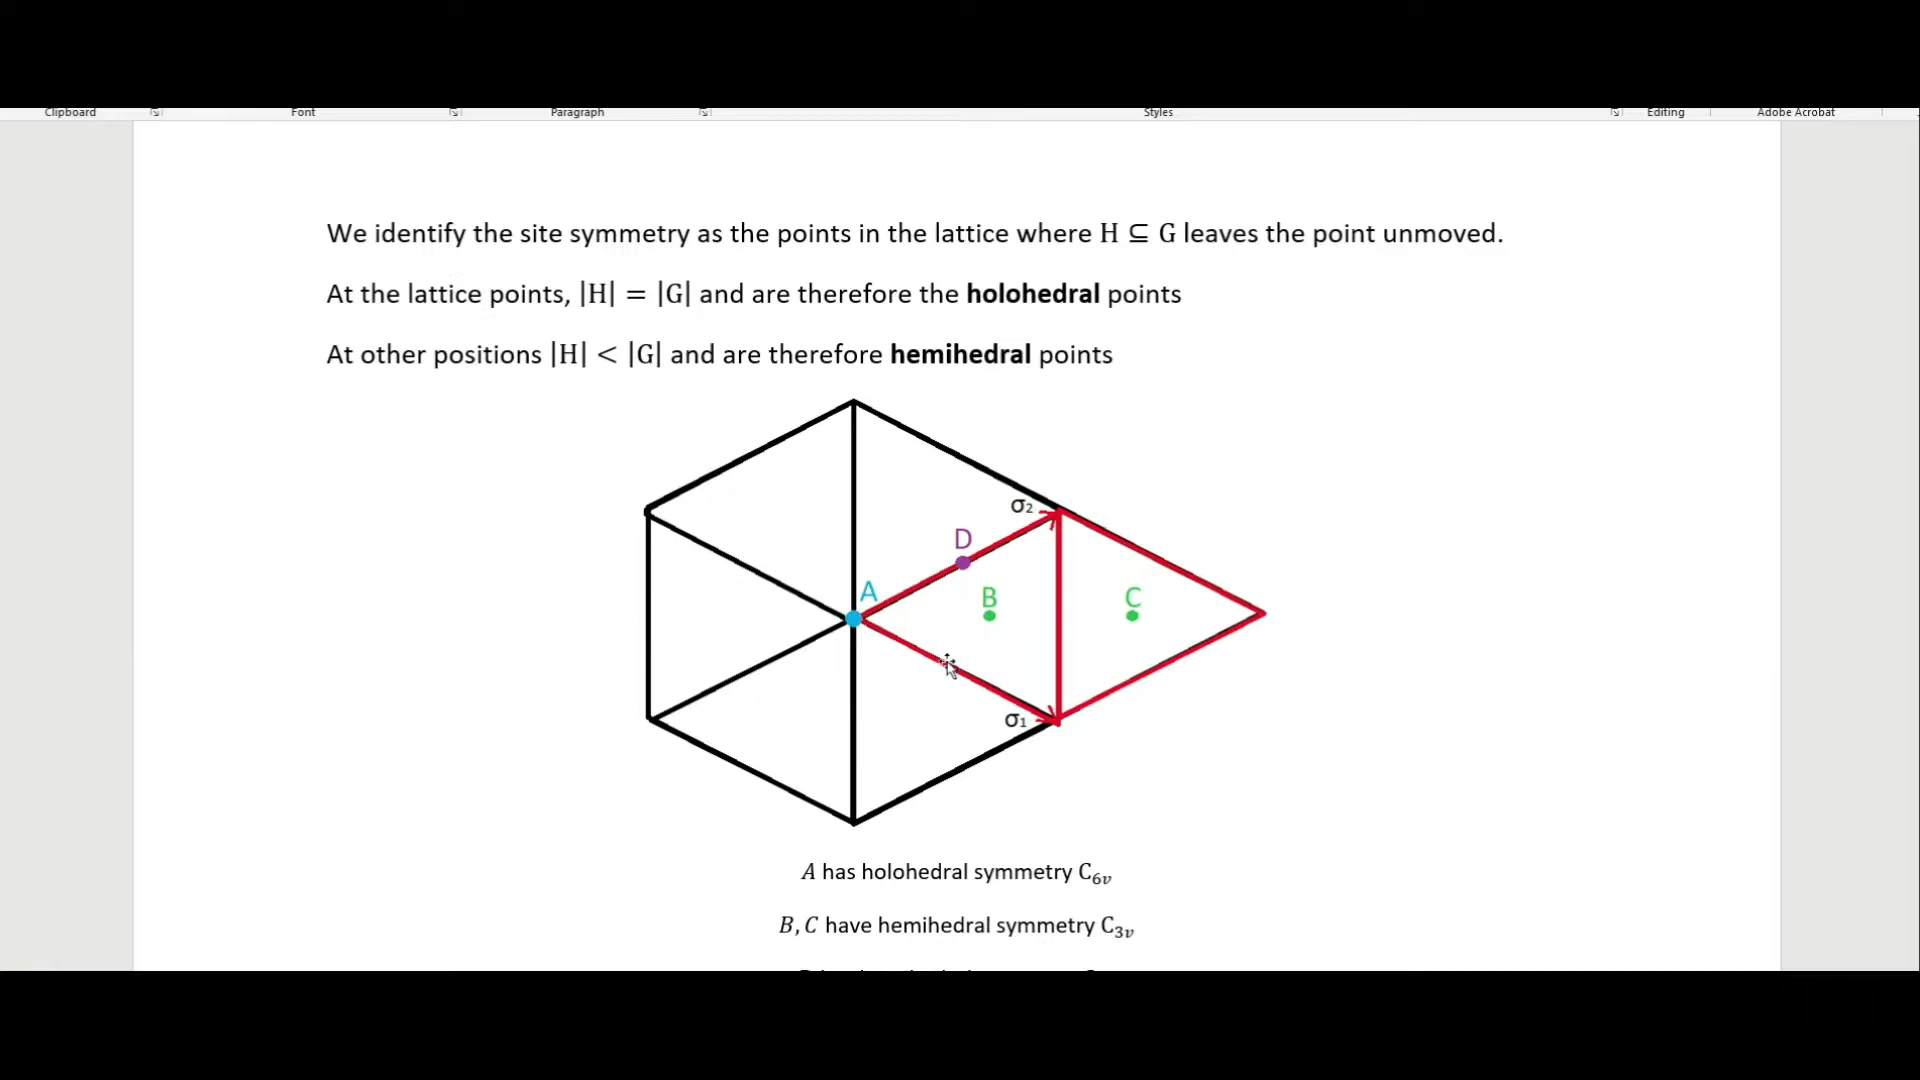 Clipboard Font Paragraph Styles Editing Adobe Acrobat
We identify the site symmetry as the points in the lattice where H ⊆ G leaves the point unmoved.
At the lattice points, |H| = |G| and are therefore the holohedral points
At other positions |H| < |G| and are therefore hemihedral points
σ₂
D
A
B
C
σ₁
A has holohedral symmetry C₆ᵥ
B, C have hemihedral symmetry C₃ᵥ